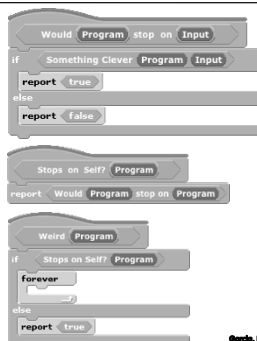 Would Program stop on Input
if Something Clever Program Input
report true
else
report false
Stops on Self? Program
report Would Program stop on Program
Weird Program
if Stops on Self? Program
forever
else
report true